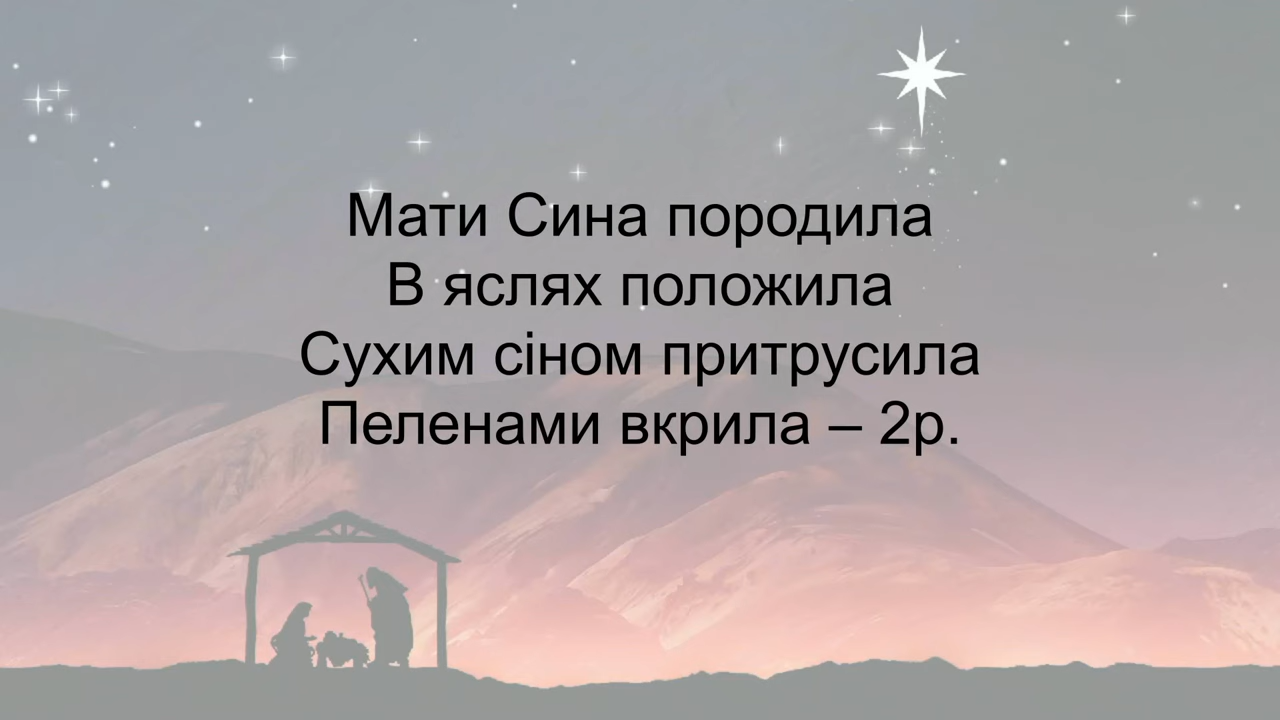 Мати Сина породила
В яслях положила
Сухим сіном притрусила
Пеленами вкрила – 2р.